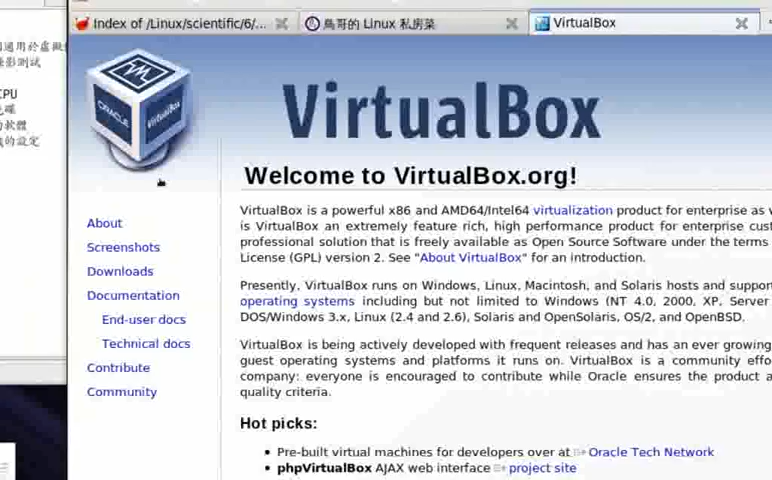 Index of /Linux/scientific/6/...
鳥哥的 Linux 私房菜
VirtualBox
CPU
ORACLE
VirtualBox
VirtualBox
Welcome to VirtualBox.org!
About
Screenshots
Downloads
Documentation
End-user docs
Technical docs
Contribute
Community
VirtualBox is a powerful x86 and AMD64/Intel64 virtualization product for enterprise as
is VirtualBox an extremely feature rich, high performance product for enterprise
professional solution that is freely available as Open Source Software under the terms
License (GPL) version 2. See "About VirtualBox" for an introduction.
Presently, VirtualBox runs on Windows, Linux, Macintosh, and Solaris hosts and
operating systems including but not limited to Windows (NT 4.0, 2000, XP, Server
DOS/Windows 3.x, Linux (2.4 and 2.6), Solaris and OpenSolaris, OS/2, and OpenBSD.
VirtualBox is being actively developed with frequent releases and has an ever growing
guest operating systems and platforms it runs on. VirtualBox is a community
company: everyone is encouraged to contribute while Oracle ensures the product
quality criteria.
Hot picks:
Pre-built virtual machines for developers over at Oracle Tech Network
phpVirtualBox AJAX web interface project site